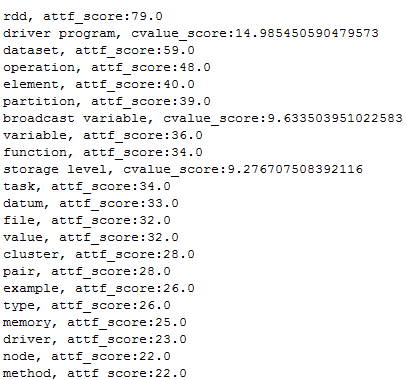 rdd, attf_score:79.0
driver program, cvalue_score:14.985450590479573
dataset, attf_score:59.0
operation, attf_score:48.0
element, attf_score:40.0
partition, attf_score:39.0
broadcast variable, cvalue_score:9.633503951022583
variable, attf_score:36.0
function, attf_score:34.0
storage level, cvalue_score:9.276707508392116
task, attf_score:34.0
datum, attf_score:33.0
file, attf_score:32.0
value, attf_score:32.0
cluster, attf_score:28.0
pair, attf_score:28.0
example, attf_score:26.0
type, attf_score:26.0
memory, attf_score:25.0
driver, attf_score:23.0
node, attf_score:22.0
method, attf_score:22.0